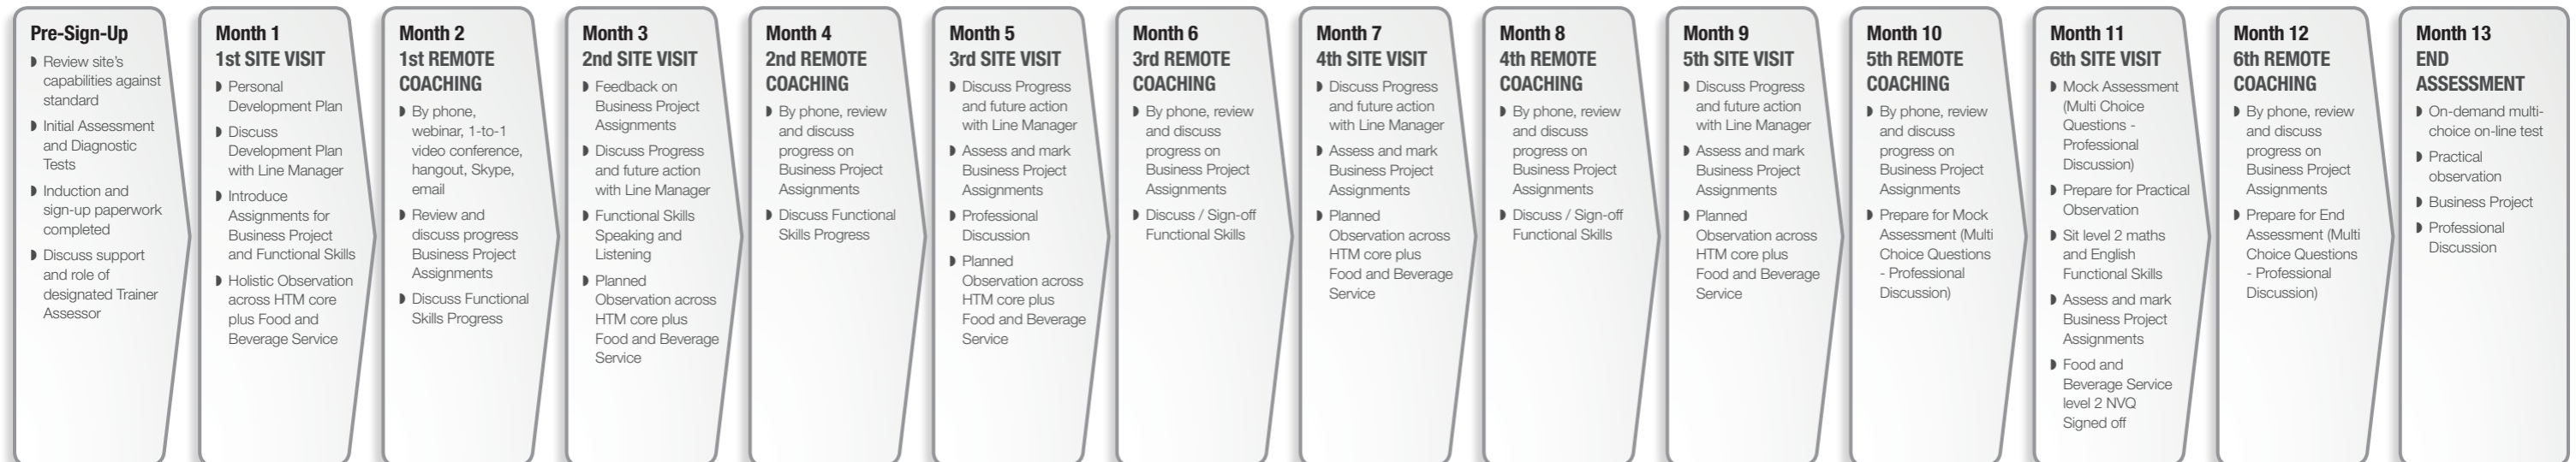 Pre-Sign-Up
Review site's
capabilities against
standard
Initial Assessment
and Diagnostic
Tests
Induction and
sign-up paperwork
completed
Discuss support
and role of
designated Trainer
Assessor
Month 1
1st SITE VISIT
Personal
Development Plan
Discuss
Development Plan
with Line Manager
Introduce
Assignments for
Business Project
and Functional Skills
Holistic Observation
across HTM core
plus Food and
Beverage Service
Month 2
1st REMOTE
COACHING
By phone,
webinar, 1-to-1
video conference,
hangout, Skype,
email
Review and
discuss progress
Business Project
Assignments
Discuss Functional
Skills Progress
Month 3
2nd SITE VISIT
Feedback on
Business Project
Assignments
Discuss Progress
and future action
with Line Manager
Functional Skills
Speaking and
Listening
Planned
Observation across
HTM core plus
Food and Beverage
Service
Month 4
2nd REMOTE
COACHING
By phone, review
and discuss
progress on
Business Project
Assignments
Discuss Functional
Skills Progress
Month 5
3rd SITE VISIT
Discuss Progress
and future action
with Line Manager
Assess and mark
Business Project
Assignments
Professional
Discussion
Planned
Observation across
HTM core plus
Food and Beverage
Service
Month 6
3rd REMOTE
COACHING
By phone, review
and discuss
progress on
Business Project
Assignments
Discuss / Sign-off
Functional Skills
Month 7
4th SITE VISIT
Discuss Progress
and future action
with Line Manager
Assess and mark
Business Project
Assignments
Planned
Observation across
HTM core plus
Food and Beverage
Service
Month 8
4th REMOTE
COACHING
By phone, review
and discuss
progress on
Business Project
Assignments
Discuss / Sign-off
Functional Skills
Month 9
5th SITE VISIT
Discuss Progress
and future action
with Line Manager
Assess and mark
Business Project
Assignments
Planned
Observation across
HTM core plus
Food and Beverage
Service
Month 10
5th REMOTE
COACHING
By phone, review
and discuss
progress on
Business Project
Assignments
Prepare for Mock
Assessment (Multi
Choice Questions
- Professional
Discussion)
Month 11
6th SITE VISIT
Mock Assessment
(Multi Choice
Questions -
Professional
Discussion)
Prepare for Practical
Observation
Sit level 2 maths
and English
Functional Skills
Assess and mark
Business Project
Assignments
Food and
Beverage Service
level 2 NVQ
Signed off
Month 12
6th REMOTE
COACHING
By phone, review
and discuss
progress on
Business Project
Assignments
Prepare for End
Assessment (Multi
Choice Questions
- Professional
Discussion)
Month 13
END
ASSESSMENT
On-demand multi-
choice on-line test
Practical
observation
Business Project
Professional
Discussion